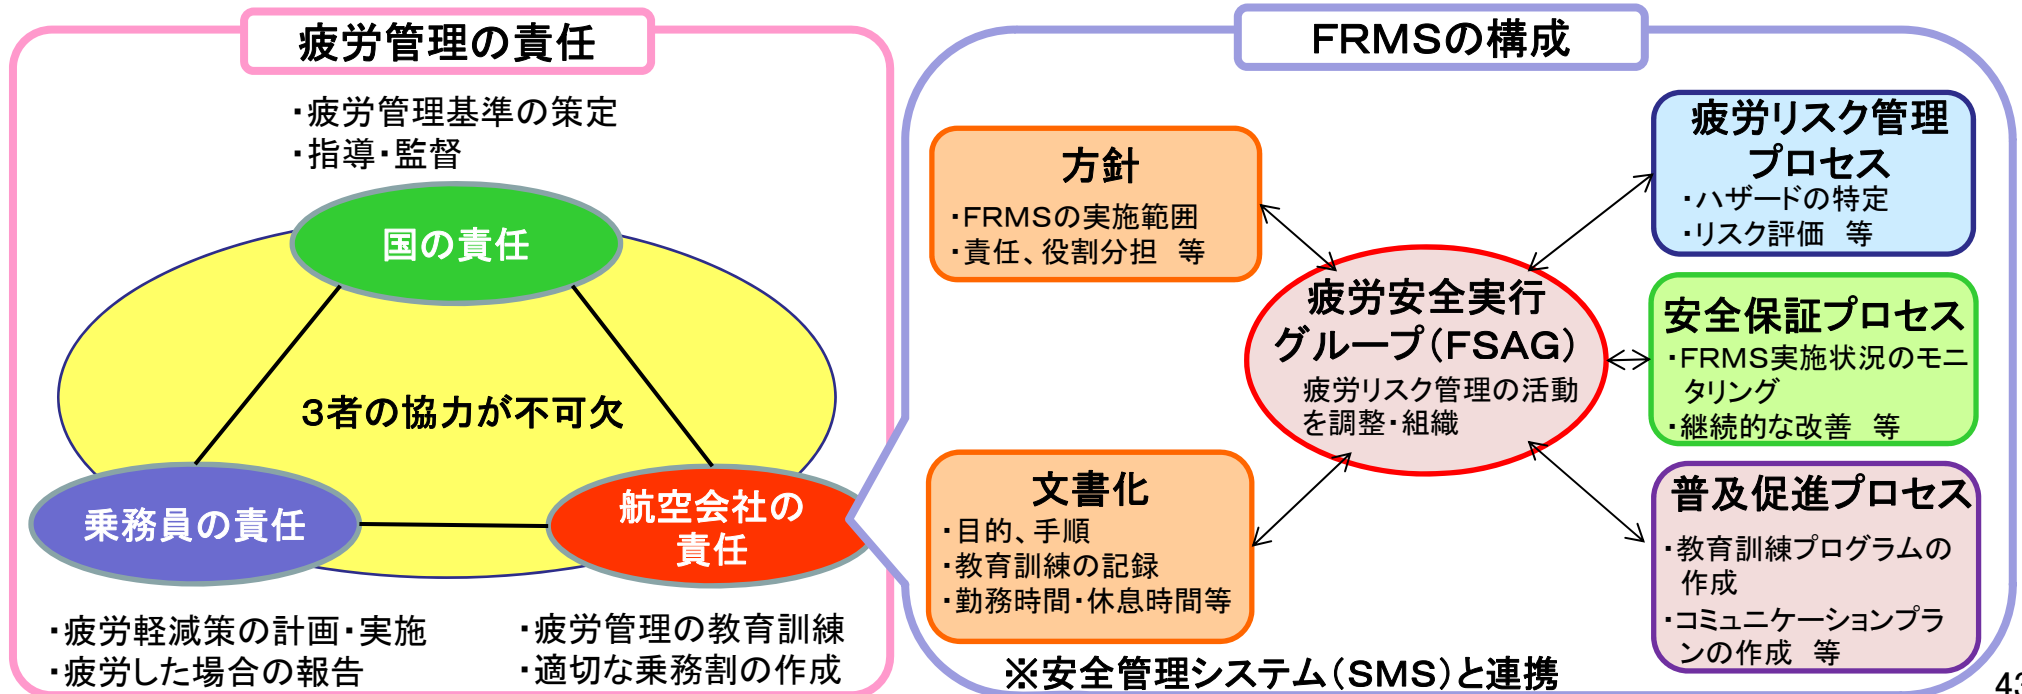 疲労管理の責任
・疲労管理基準の策定
・指導・監督
国の責任
3者の協力が不可欠
乗務員の責任
航空会社の
責任
・疲労軽減策の計画・実施
・疲労した場合の報告
・疲労管理の教育訓練
・適切な乗務割の作成
FRMSの構成
方針
・FRMSの実施範囲
・責任、役割分担 等
文書化
・目的、手順
・教育訓練の記録
・勤務時間・休息時間等
疲労安全実行
グループ(FSAG)
疲労リスク管理の活動
を調整・組織
疲労リスク管理
プロセス
・ハザードの特定
・リスク評価 等
安全保証プロセス
・FRMS実施状況のモニ
タリング
・継続的な改善 等
普及促進プロセス
・教育訓練プログラムの
作成
・コミュニケーションプラ
ンの作成 等
※安全管理システム(SMS)と連携
43